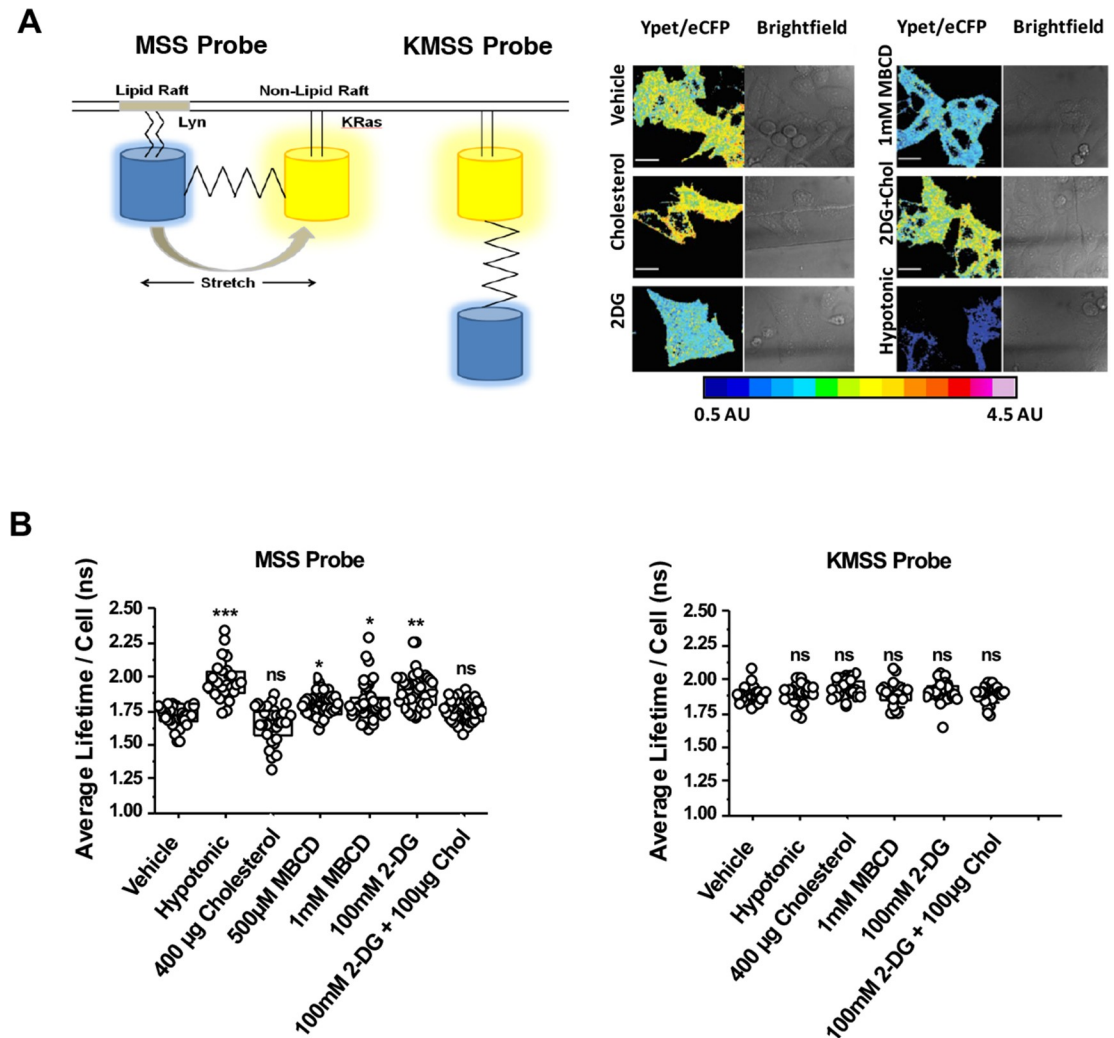 A
MSS Probe
KMSS Probe
Lipid Raft
Non-Lipid Raft
Lyn
KRas
Stretch
Ypet/eCFP
Brightfield
Ypet/eCFP
Brightfield
Vehicle
1mM MBCD
Cholesterol
2DG+Chol
2DG
Hypotonic
0.5 AU
4.5 AU
B
MSS Probe
Average Lifetime / Cell (ns)
2.50
2.25
2.00
1.75
1.50
1.25
1.00
***
ns
*
*
**
ns
Vehicle
Hypotonic
400 µg Cholesterol
500µM MBCD
1mM MBCD
100mM 2-DG
100mM 2-DG + 100µg Chol
KMSS Probe
Average Lifetime / Cell (ns)
2.50
2.25
2.00
1.75
1.50
1.25
1.00
ns
ns
ns
ns
ns
Vehicle
Hypotonic
400 µg Cholesterol
1mM MBCD
100mM 2-DG
100mM 2-DG + 100µg Chol